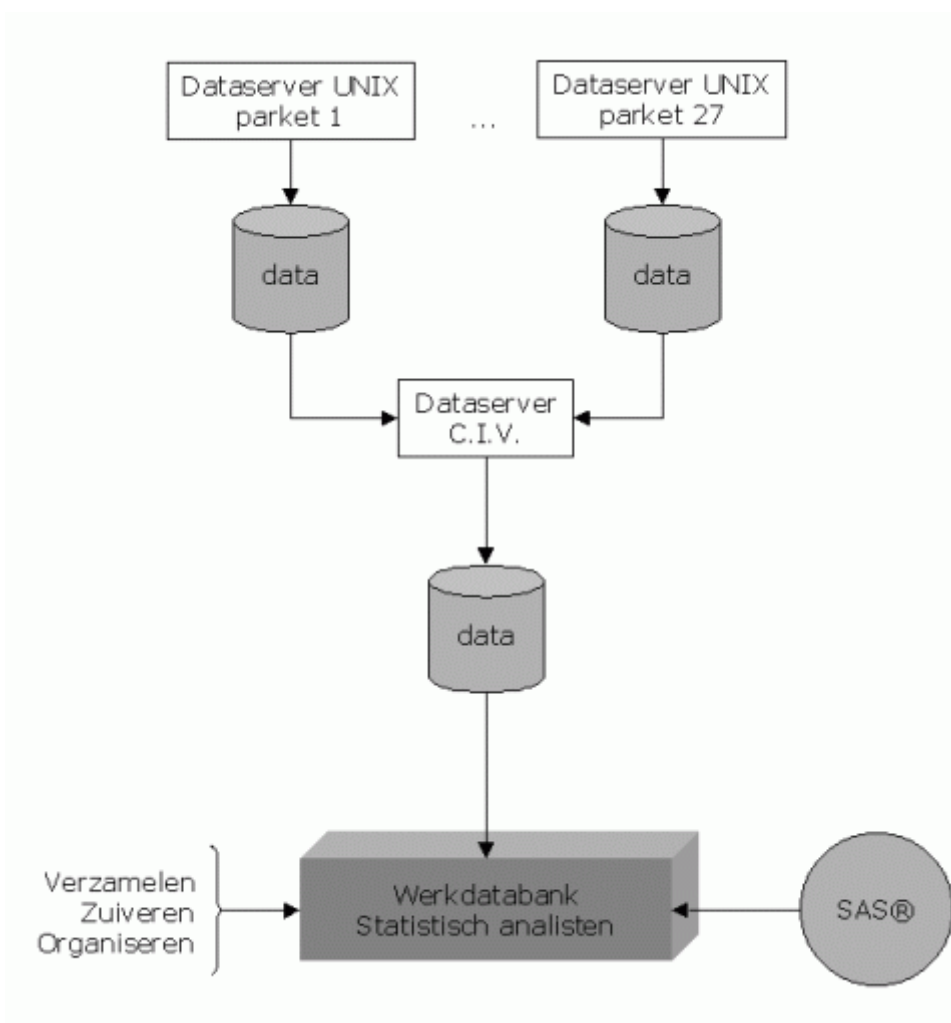 Dataserver UNIX
parket 1
...
Dataserver UNIX
parket 27
data
data
Dataserver
C.I.V.
data
Verzamelen
Zuiveren
Organiseren
Werkdatabank
Statistisch analisten
SAS®